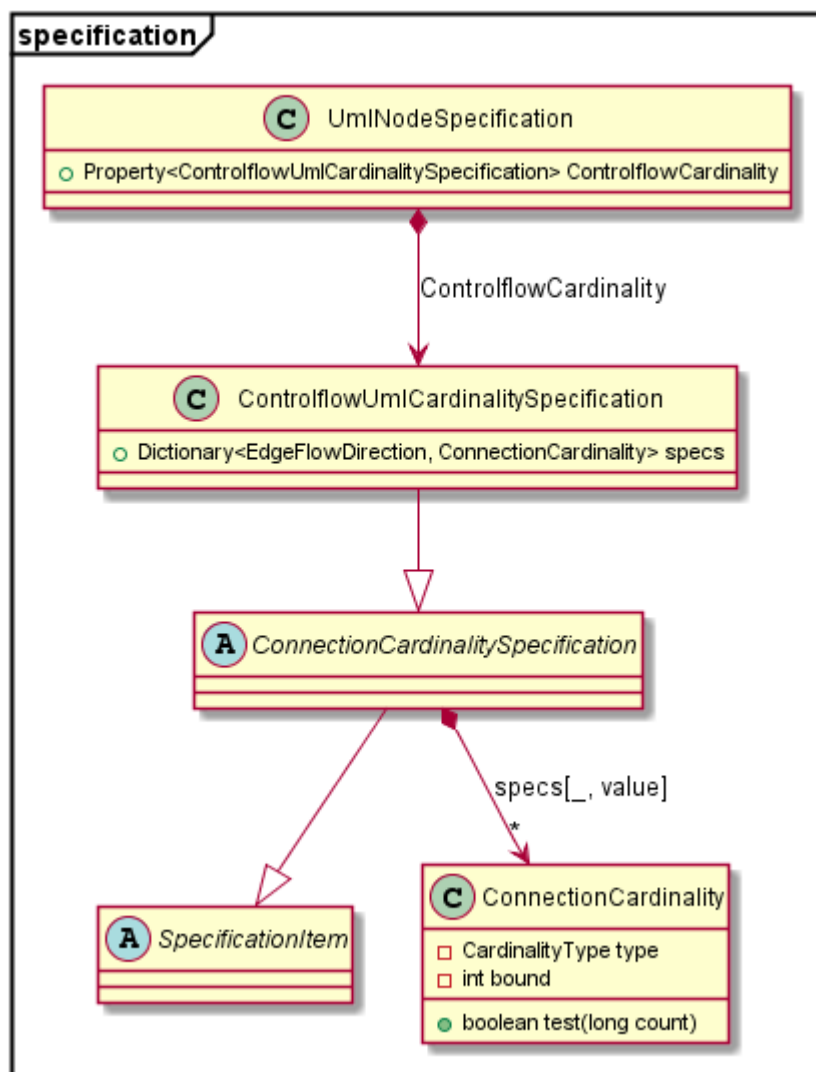 specification
C UmlNodeSpecification
Property<ControlflowUmlCardinalitySpecification> ControlflowCardinality
ControlflowCardinality
C ControlflowUmlCardinalitySpecification
Dictionary<EdgeFlowDirection, ConnectionCardinality> specs
A ConnectionCardinalitySpecification
specs[_, value]
*
A SpecificationItem
C ConnectionCardinality
CardinalityType type
int bound
boolean test(long count)